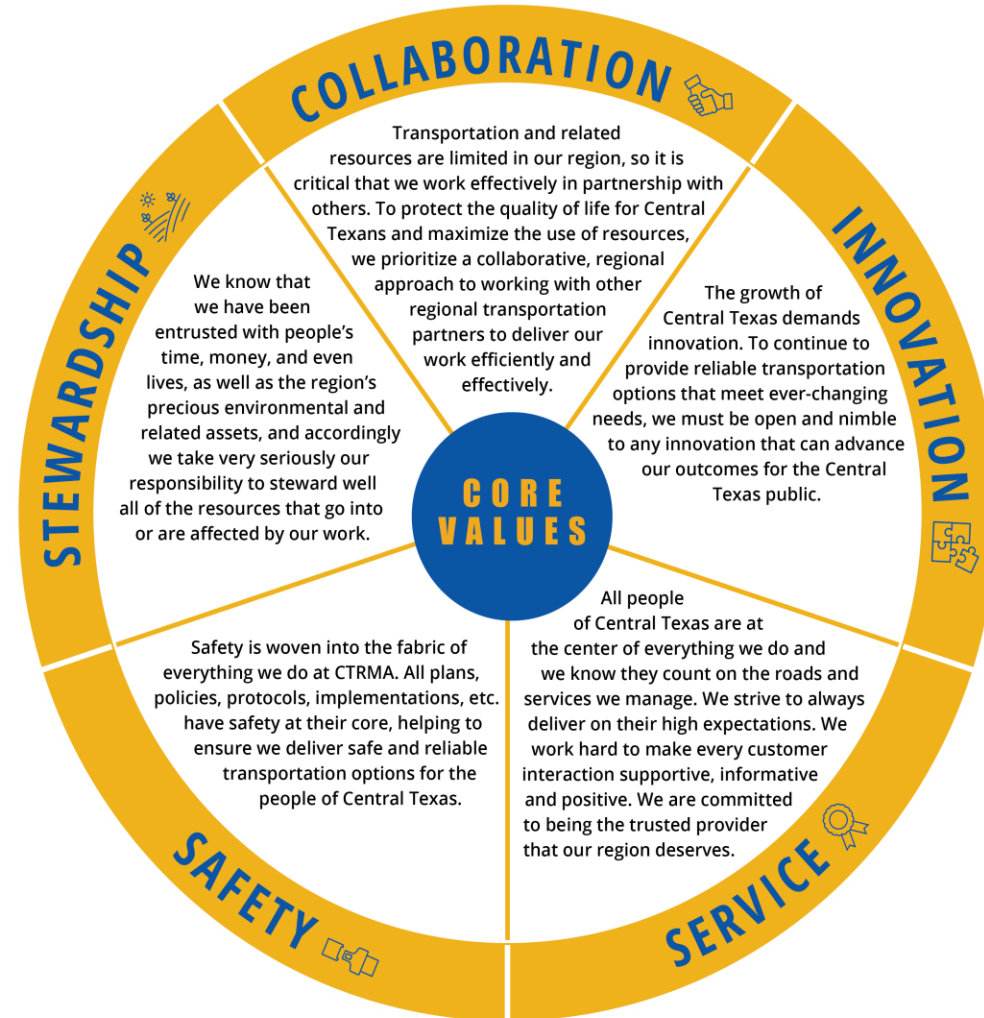 COLLABORATION
Transportation and related
resources are limited in our region, so it is
critical that we work effectively in partnership with
others. To protect the quality of life for Central
Texans and maximize the use of resources,
we prioritize a collaborative, regional
approach to working with other
regional transportation
partners to deliver our
work efficiently and
effectively.
INNOVATION
The growth of
Central Texas demands
innovation. To continue to
provide reliable transportation
options that meet ever-changing
needs, we must be open and nimble
to any innovation that can advance
our outcomes for the Central
Texas public.
SERVICE
All people
of Central Texas are at
the center of everything we do and
we know they count on the roads and
services we manage. We strive to always
deliver on their high expectations. We
work hard to make every customer
interaction supportive, informative
and positive. We are committed
to being the trusted provider
that our region deserves.
SAFETY
Safety is woven into the fabric of
everything we do at CTRMA. All plans,
policies, protocols, implementations, etc.
have safety at their core, helping to
ensure we deliver safe and reliable
transportation options for the
people of Central Texas.
STEWARDSHIP
We know that
we have been
entrusted with people's
time, money, and even
lives, as well as the region's
precious environmental and
related assets, and accordingly
we take very seriously our
responsibility to steward well
all of the resources that go into
or are affected by our work.
CORE
VALUES